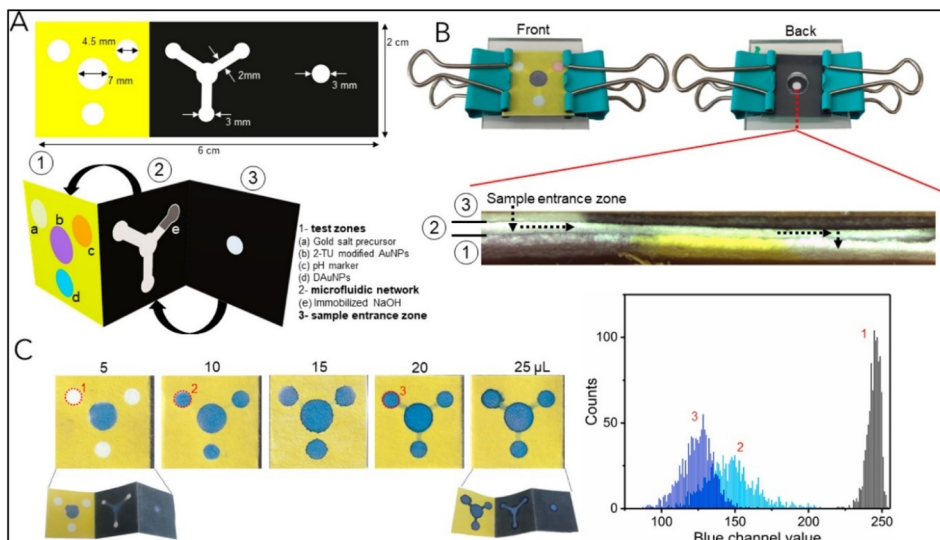 A
4.5 mm
7 mm
2mm
3 mm
3 mm
2 cm
6 cm
1
2
3
a
b
c
d
e
1- test zones
(a) Gold salt precursor
(b) 2-TU modified AuNPs
(c) pH marker
(d) DAuNPs
2- microfluidic network
(e) Immobilized NaOH
3- sample entrance zone
B
Front
Back
Sample entrance zone
3
2
1
C
5
10
15
20
25 µL
1
2
3
Counts
100
50
0
1
3
2
100
150
200
250
Blue channel value